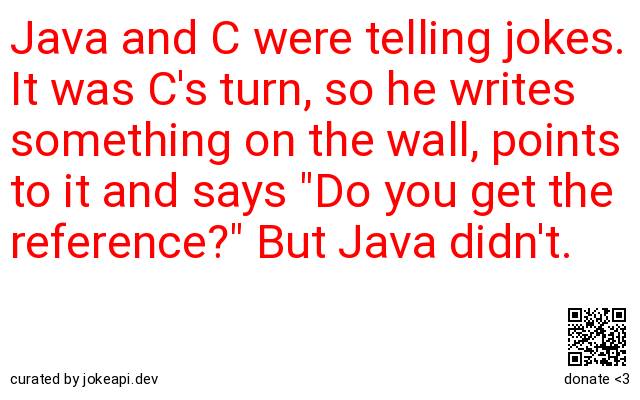 Java and C were telling jokes.
It was C's turn, so he writes
something on the wall, points
to it and says "Do you get the
reference?" But Java didn't.
curated by jokeapi.dev
donate <3